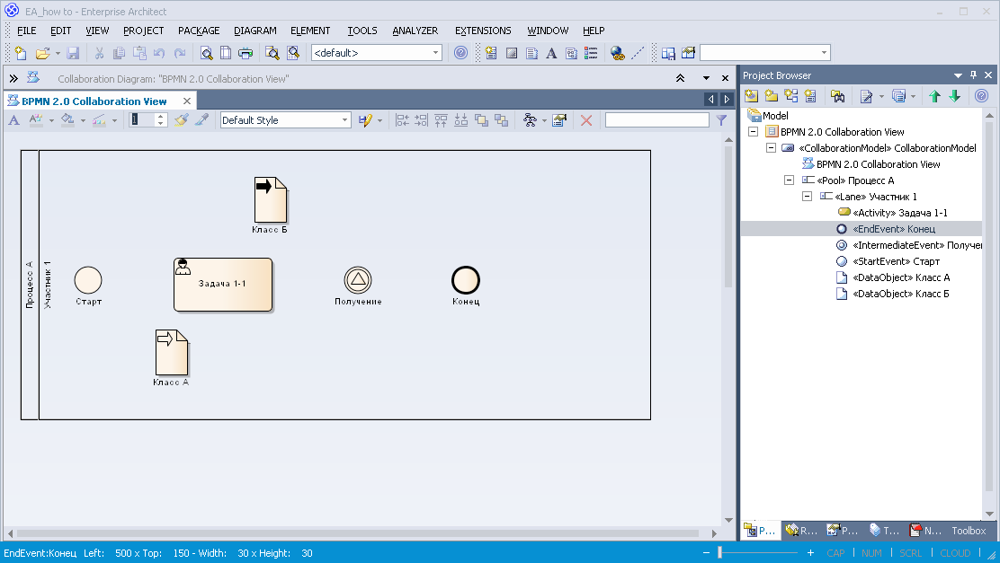 EA_how to - Enterprise Architect
FILE EDIT VIEW PROJECT PACKAGE DIAGRAM ELEMENT TOOLS ANALYZER EXTENSIONS WINDOW HELP
<default>
Collaboration Diagram: "BPMN 2.0 Collaboration View"
BPMN 2.0 Collaboration View
1 Default Style
Процесс А
Участник 1
Класс Б
Старт
Задача 1-1
Получение
Конец
Класс А
Project Browser
Model
BPMN 2.0 Collaboration View
«CollaborationModel» CollaborationModel
BPMN 2.0 Collaboration View
«Pool» Процесс А
«Lane» Участник 1
«Activity» Задача 1-1
«EndEvent» Конец
«IntermediateEvent» Получен
«StartEvent» Старт
«DataObject» Класс А
«DataObject» Класс Б
P... R... P... T... N... Toolbox
EndEvent:Конец Left: 500 x Top: 150 - Width: 30 x Height: 30
CAP NUM SCRL CLOUD